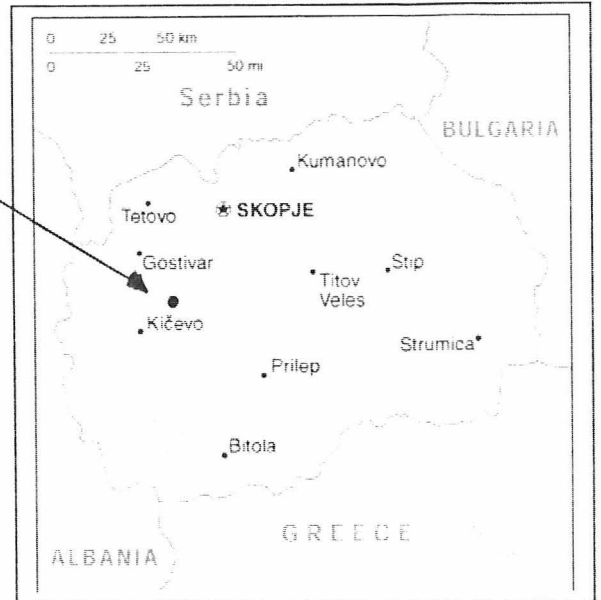 0 25 50 km
0 25 50 mi
Serbia
BULGARIA
Kumanovo
Tetovo
SKOPJE
Gostivar
Titov
Veles
Stip
Kičevo
Strumica
Prilep
Bitola
GREECE
ALBANIA